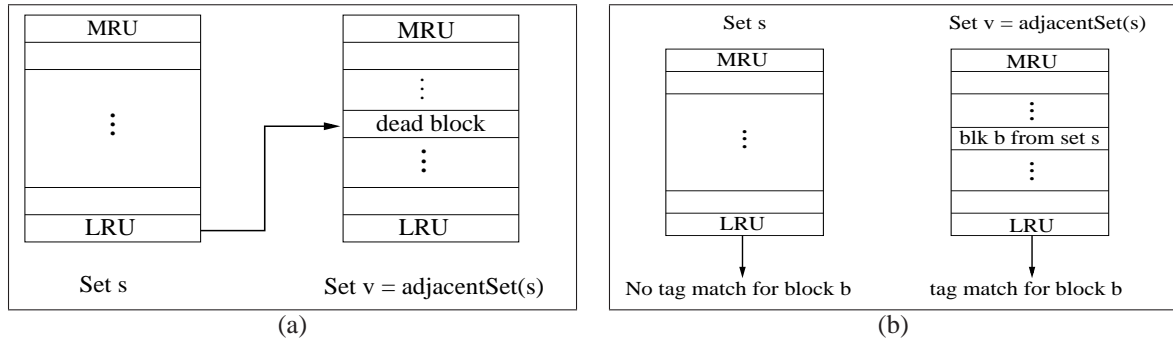 MRU
⋮
LRU
Set s
MRU
⋮
dead block
⋮
LRU
Set v = adjacentSet(s)
(a)
Set s
MRU
⋮
LRU
No tag match for block b
Set v = adjacentSet(s)
MRU
⋮
blk b from set s
⋮
LRU
tag match for block b
(b)